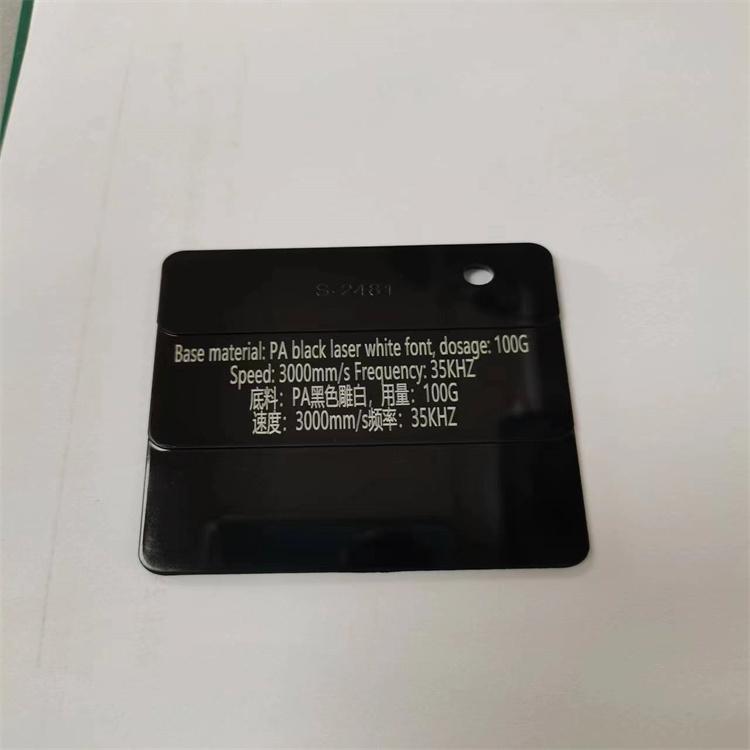 S-2481
Base material: PA black laser white font, dosage: 100G
Speed: 3000mm/s Frequency: 35KHZ
底料：PA黑色雕白，用量：100G
速度：3000mm/s频率：35KHZ